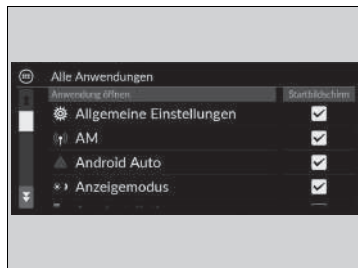 Alle Anwendungen
Anwendung öffnen Startbildschirm
Allgemeine Einstellungen
AM
Android Auto
Anzeigemodus